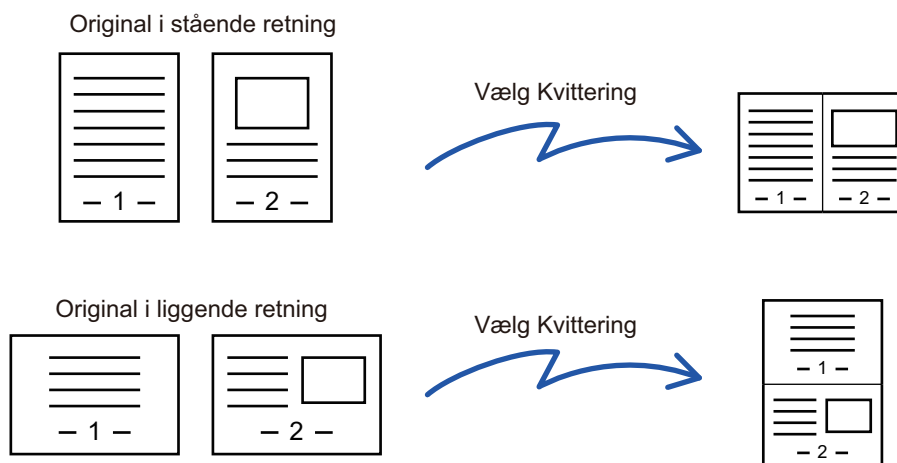 Original i stående retning
Vælg Kvittering
– 1 –
– 2 –
– 1 –
– 2 –
Original i liggende retning
Vælg Kvittering
– 1 –
– 2 –
– 1 –
– 2 –